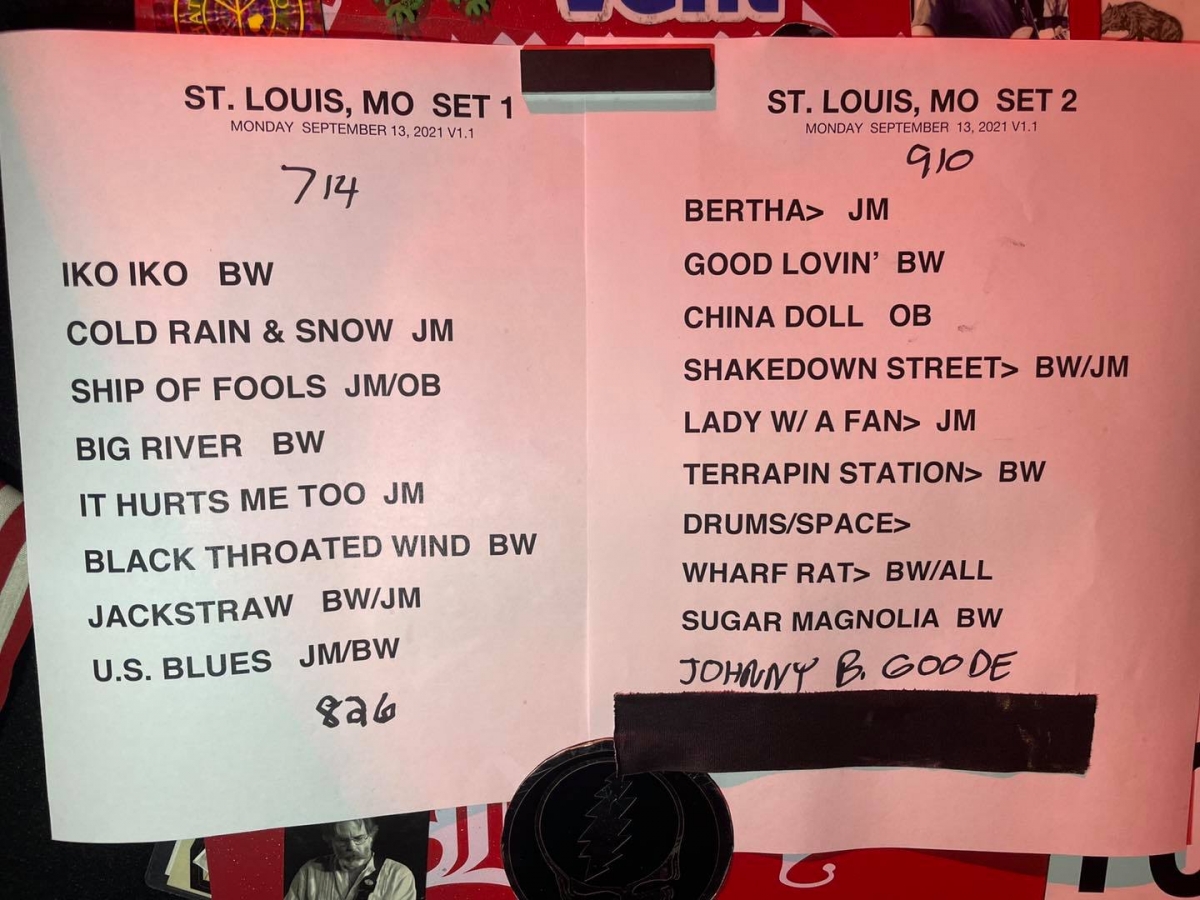 ST. LOUIS, MO SET 1
MONDAY SEPTEMBER 13, 2021 V1.1
714
IKO IKO BW
COLD RAIN & SNOW JM
SHIP OF FOOLS JM/OB
BIG RIVER BW
IT HURTS ME TOO JM
BLACK THROATED WIND BW
JACKSTRAW BW/JM
U.S. BLUES JM/BW
826
ST. LOUIS, MO SET 2
MONDAY SEPTEMBER 13, 2021 V1.1
910
BERTHA> JM
GOOD LOVIN' BW
CHINA DOLL OB
SHAKEDOWN STREET> BW/JM
LADY W/ A FAN> JM
TERRAPIN STATION> BW
DRUMS/SPACE>
WHARF RAT> BW/ALL
SUGAR MAGNOLIA BW
JOHNNY B. GOODE